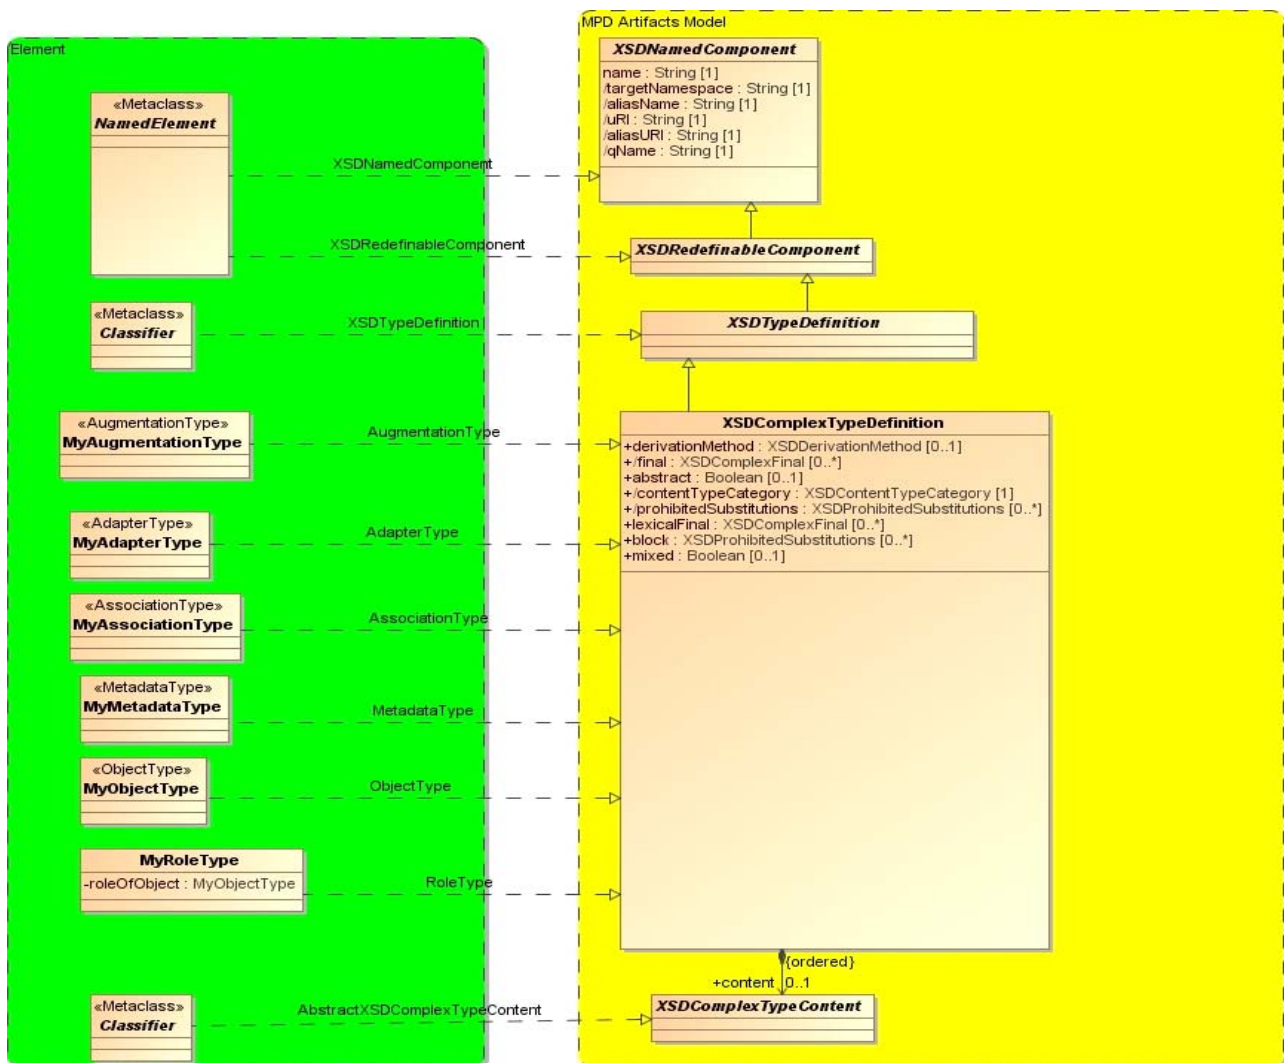 MPD Artifacts Model
Element
XSDNamedComponent
name : String [1]
/targetNamespace : String [1]
/aliasName : String [1]
/uRI : String [1]
/aliasURI : String [1]
/qName : String [1]
«Metaclass»
NamedElement
XSDNamedComponent
XSDRedefinableComponent
XSDRedefinableComponent
«Metaclass»
Classifier
XSDTypeDefinition
XSDTypeDefinition
«AugmentationType»
MyAugmentationType
AugmentationType
XSDComplexTypeDefinition
+derivationMethod : XSDDerivationMethod [0..1]
+/final : XSDComplexFinal [0..*]
+abstract : Boolean [0..1]
+/contentTypeCategory : XSDContentTypeCategory [1]
+/prohibitedSubstitutions : XSDProhibitedSubstitutions [0..*]
+lexicalFinal : XSDComplexFinal [0..*]
+block : XSDProhibitedSubstitutions [0..*]
+mixed : Boolean [0..1]
«AdapterType»
MyAdapterType
AdapterType
«AssociationType»
MyAssociationType
AssociationType
«MetadataType»
MyMetadataType
MetadataType
«ObjectType»
MyObjectType
ObjectType
MyRoleType
-roleOfObject : MyObjectType
RoleType
{ordered}
+content 0..1
«Metaclass»
Classifier
AbstractXSDComplexTypeContent
XSDComplexTypeContent